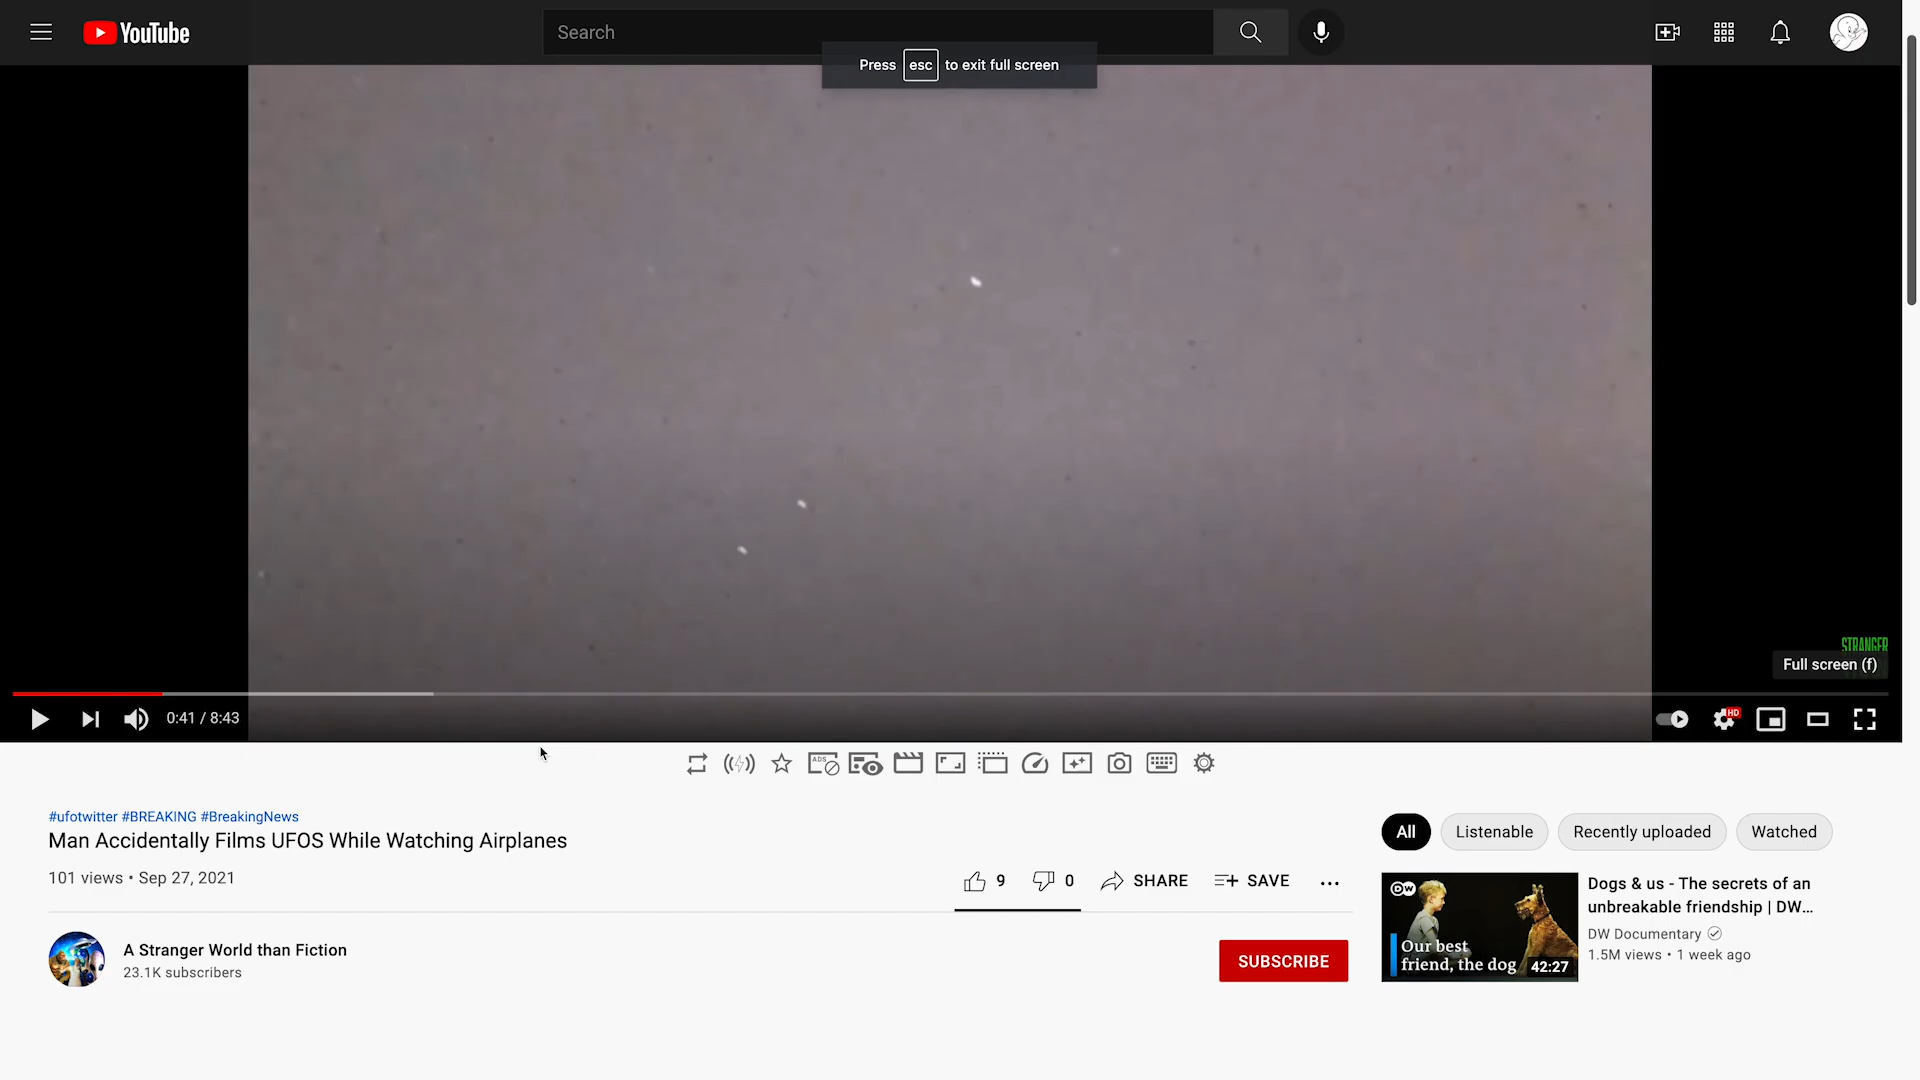 YouTube
Search
Press esc to exit full screen
STRANGER
Full screen (f)
0:41 / 8:43
HD
ADS
#ufotwitter #BREAKING #BreakingNews
Man Accidentally Films UFOS While Watching Airplanes
101 views • Sep 27, 2021
9
0
SHARE
SAVE
A Stranger World than Fiction
23.1K subscribers
SUBSCRIBE
All
Listenable
Recently uploaded
Watched
DW
Our best
friend, the dog
42:27
Dogs & us - The secrets of an
unbreakable friendship | DW...
DW Documentary
1.5M views • 1 week ago